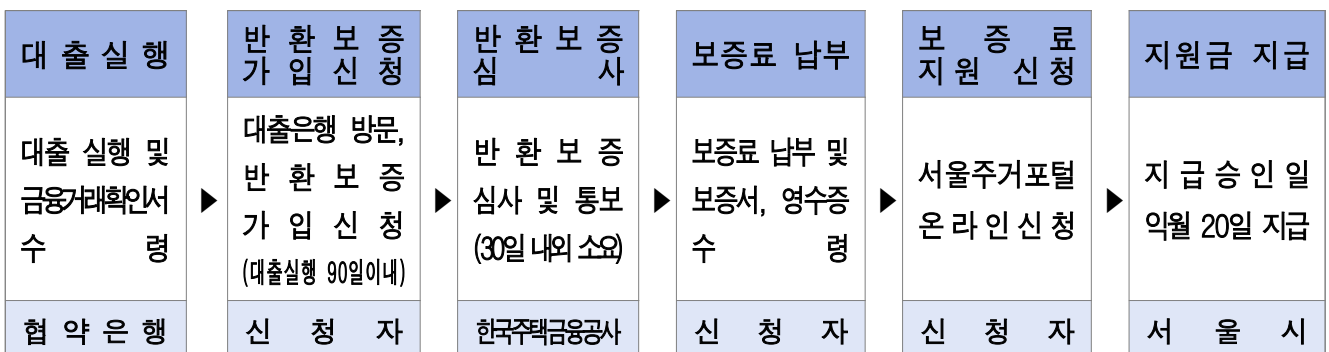 대 출 실 행
대출 실행 및
금융거래확인서
수 령
협 약 은 행
반 환 보 증
가 입 신 청
대출은행 방문,
반 환 보 증
가 입 신 청
(대출실행 90일이내)
신 청 자
반 환 보 증
심 사
반 환 보 증
심사 및 통보
(30일 내외 소요)
한국주택금융공사
보증료 납부
보증료 납부 및
보증서, 영수증
수 령
신 청 자
보 증 료
지 원 신 청
서울주거포털
온 라 인 신 청
신 청 자
지원금 지급
지 급 승 인 일
익월 20일 지급
서 울 시